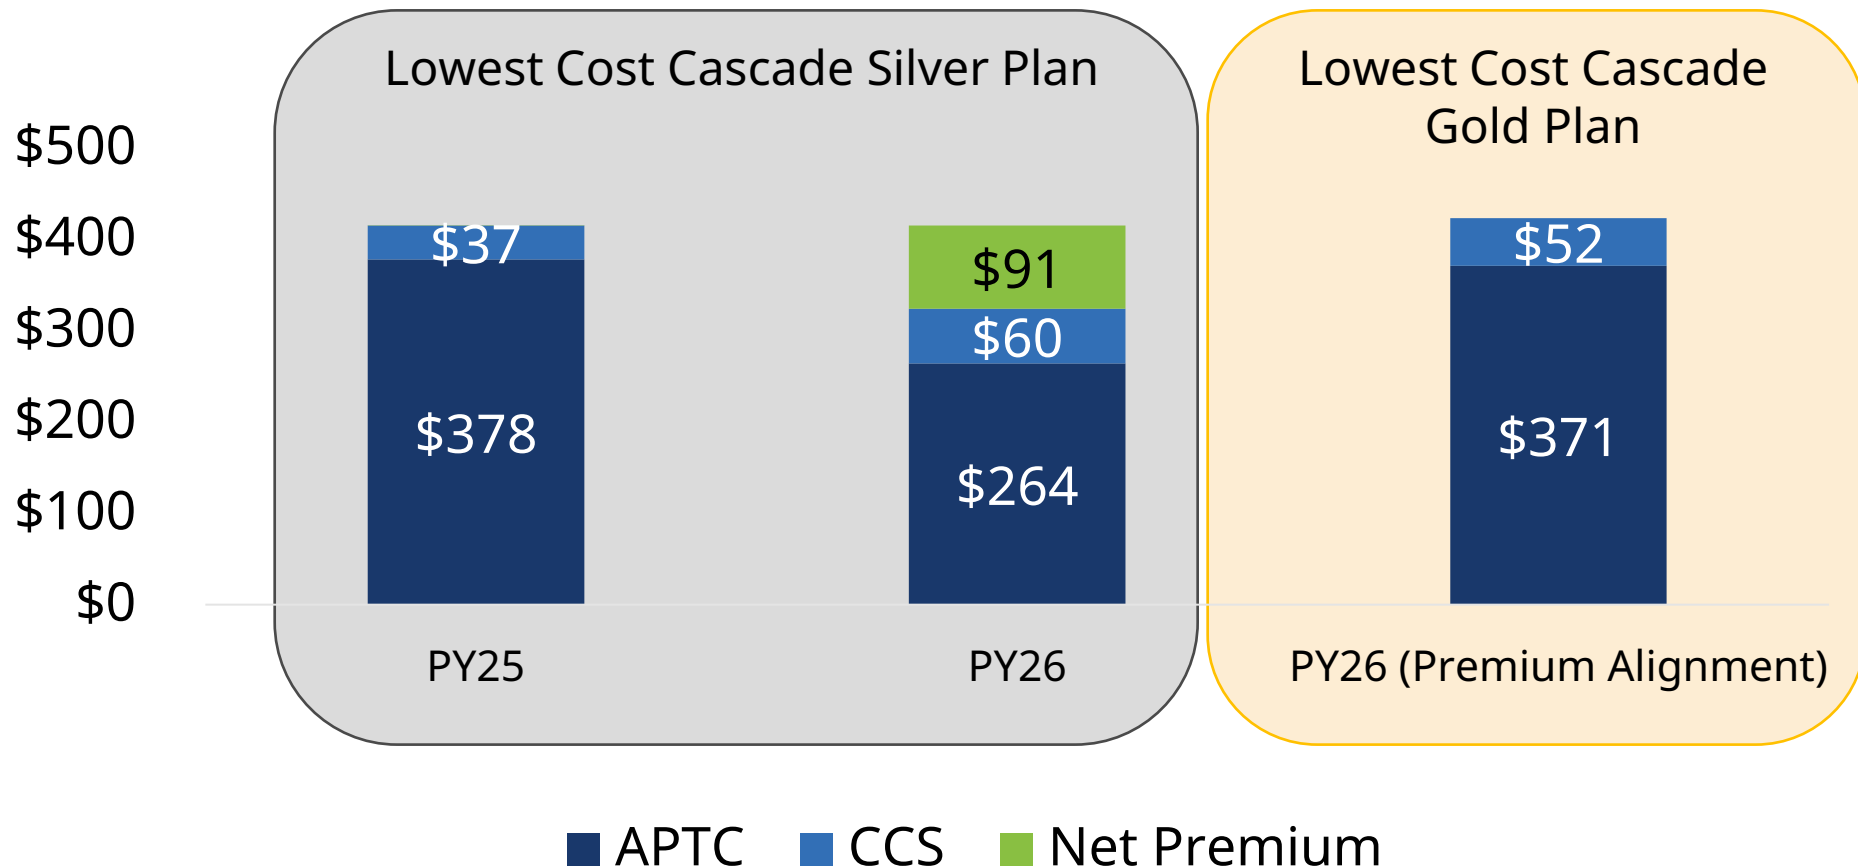 Lowest Cost Cascade Silver Plan
Lowest Cost Cascade
Gold Plan
$500
$400
$300
$200
$100
$0
$37
$378
$91
$60
$264
$52
$371
PY25
PY26
PY26 (Premium Alignment)
APTC
CCS
Net Premium